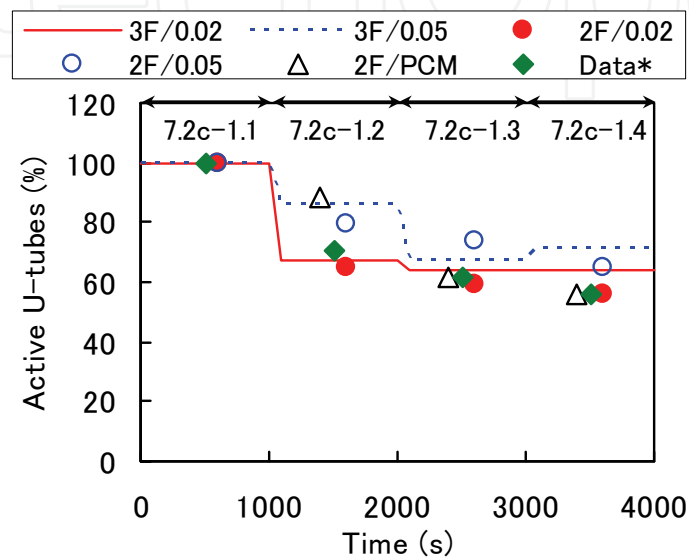 3F/0.02 3F/0.05 2F/0.02
2F/0.05 2F/PCM Data*
120
100
80
60
40
20
0
Active U-tubes (%)
7.2c-1.1 7.2c-1.2 7.2c-1.3 7.2c-1.4
0 1000 2000 3000 4000
Time (s)